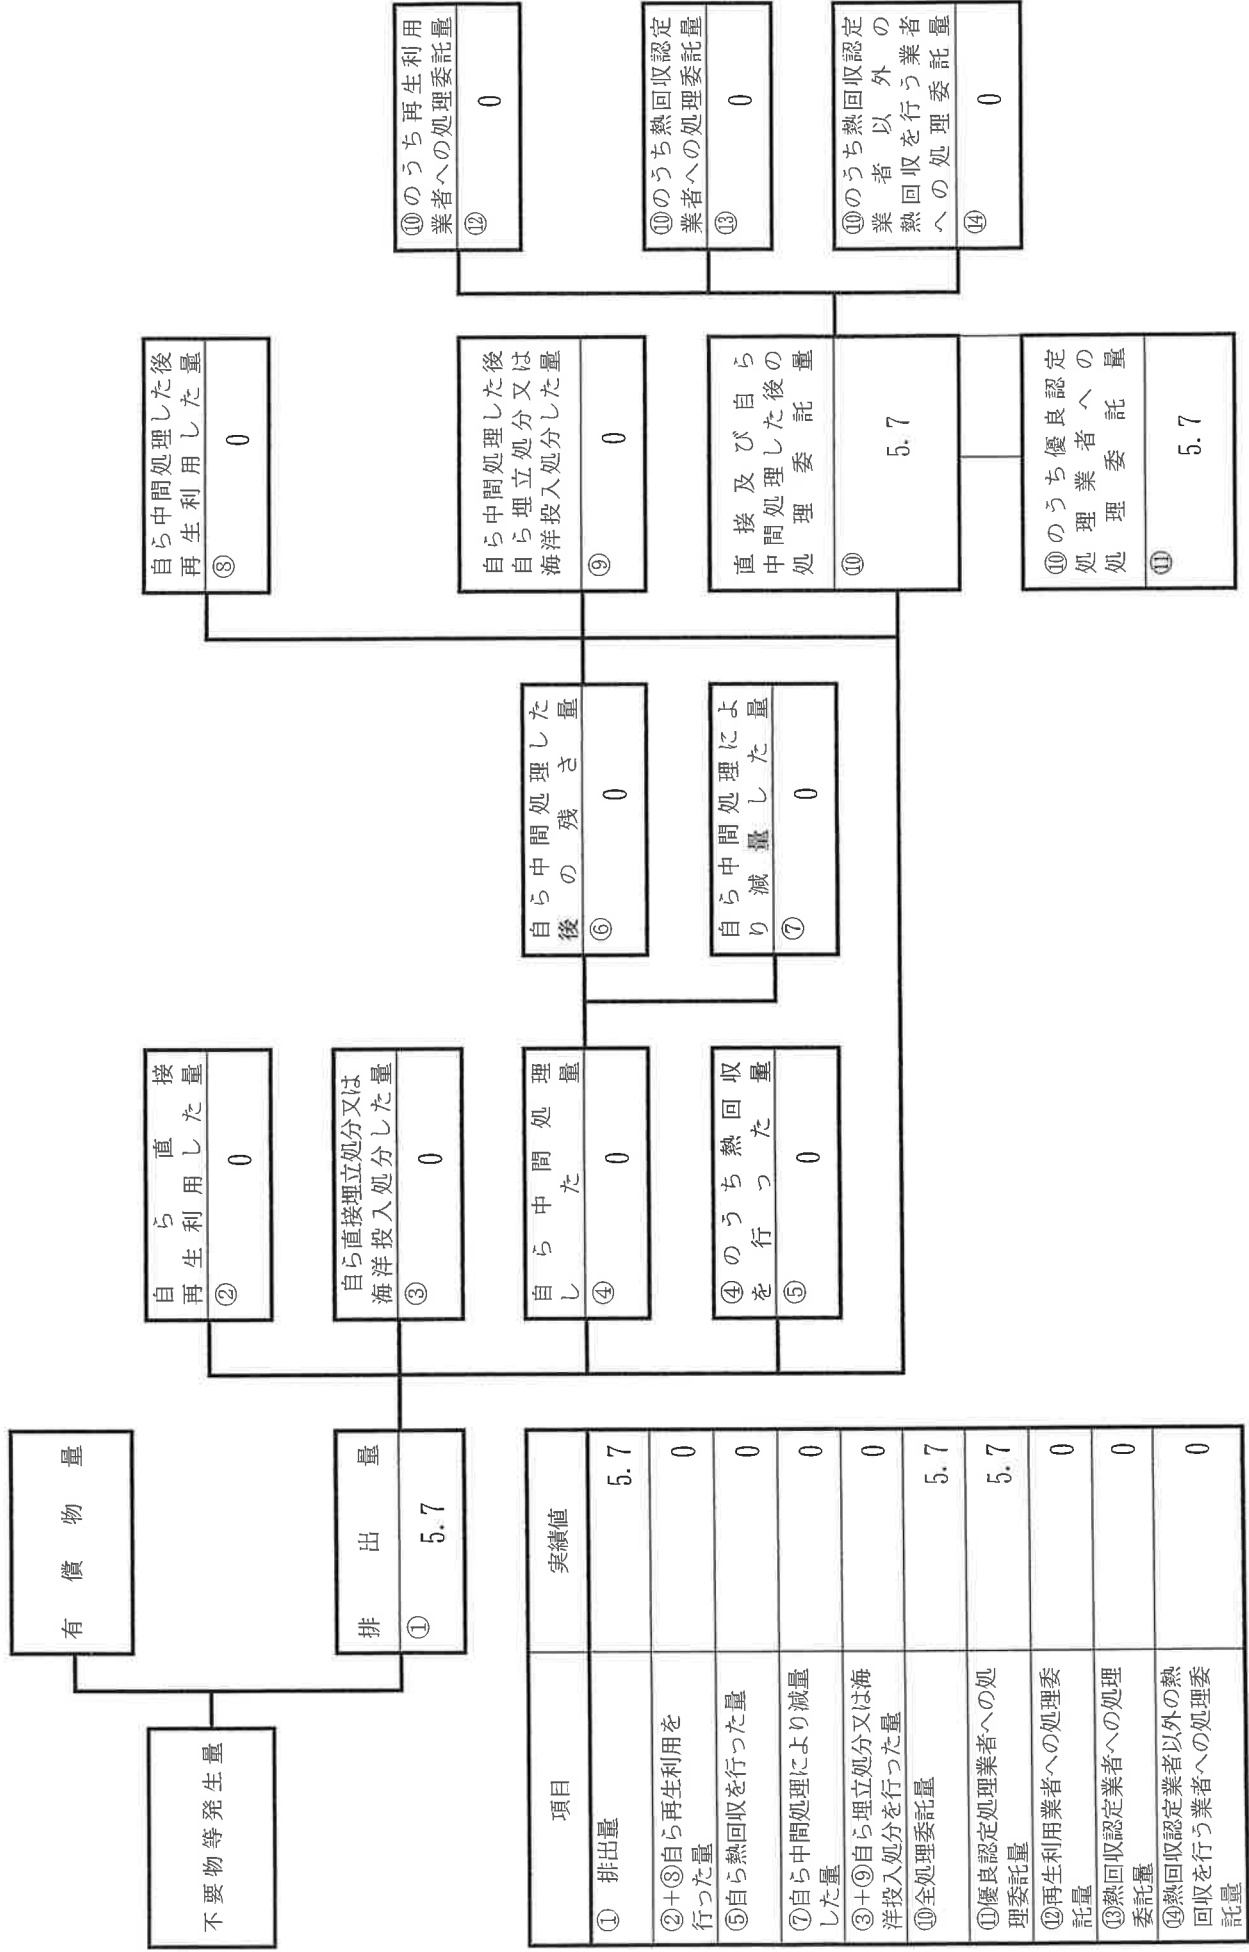 不要物等発生量
有償物量
排出量
①
5.7
自ら直接
再生利用した量
②
0
自ら直接埋立処分又は
海洋投入処分した量
③
0
自ら中間処理
した量
④
0
④のうち熱回収
を行った量
⑤
0
自ら中間処理した
後の残さ量
⑥
0
自ら中間処理によ
り減量した量
⑦
0
自ら中間処理した後
再生利用した量
⑧
0
自ら中間処理した後
自ら埋立処分又は
海洋投入処分した量
⑨
0
直接及び自ら
中間処理した後の
処理委託量
⑩
5.7
⑩のうち優良認定
処理業者への
処理委託量
⑪
5.7
⑩のうち再生利用
業者への処理委託量
⑫
0
⑩のうち熱回収認定
業者への処理委託量
⑬
0
⑩のうち熱回収認定
業者以外の
熱回収を行う業者
への処理委託量
⑭
0
項目 実績値
① 排出量 5.7
②+⑧自ら再生利用を
行った量 0
⑤自ら熱回収を行った量 0
⑦自ら中間処理により減量
した量 0
③+⑨自ら埋立処分又は海
洋投入処分を行った量 0
⑩全処理委託量 5.7
⑪優良認定処理業者への処
理委託量 5.7
⑫再生利用業者への処理委
託量 0
⑬熱回収認定業者への処理
委託量 0
⑭熱回収認定業者以外の熱
回収を行う業者への処理委
託量 0